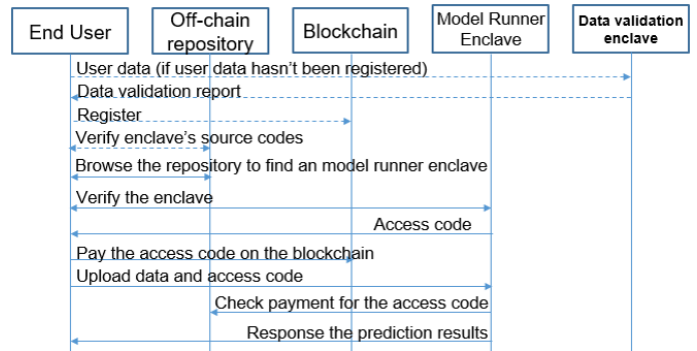 End User
Off-chain
repository
Blockchain
Model Runner
Enclave
Data validation
enclave
User data (if user data hasn't been registered)
Data validation report
Register
Verify enclave's source codes
Browse the repository to find an model runner enclave
Verify the enclave
Access code
Pay the access code on the blockchain
Upload data and access code
Check payment for the access code
Response the prediction results